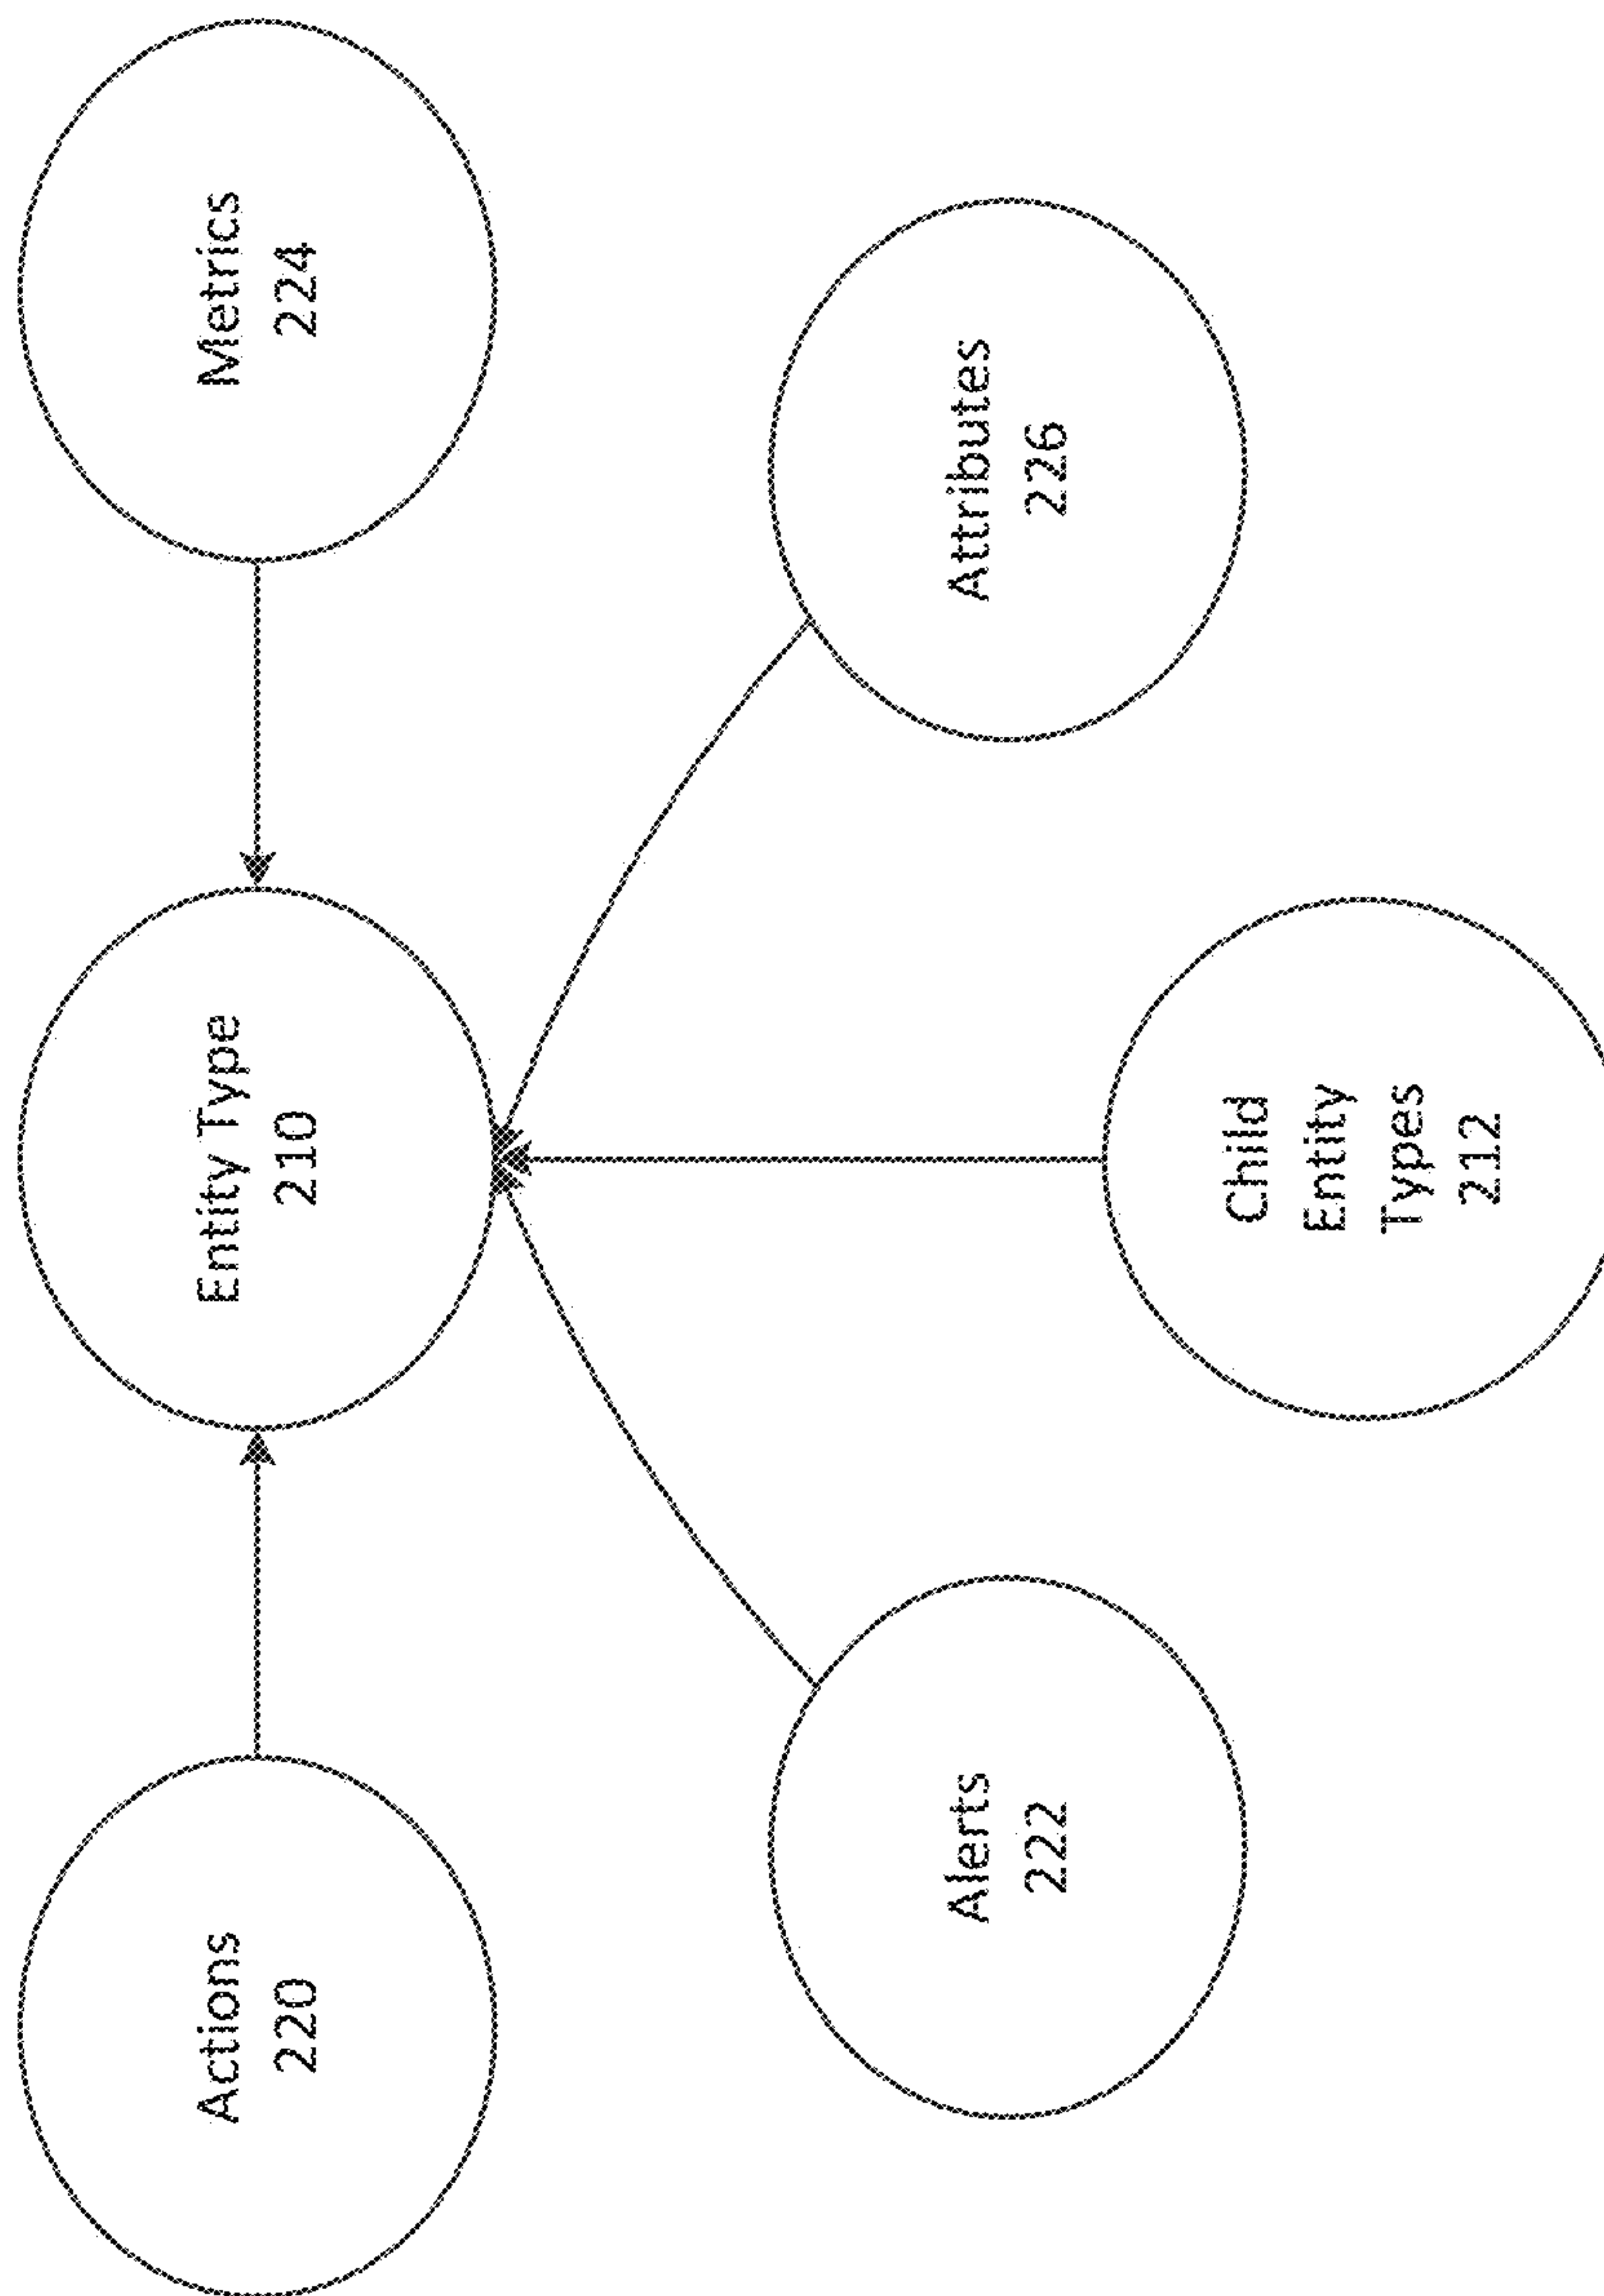 Actions
220
Entity Type
210
Metrics
224
Alerts
222
Attributes
226
Child
Entity
Types
212